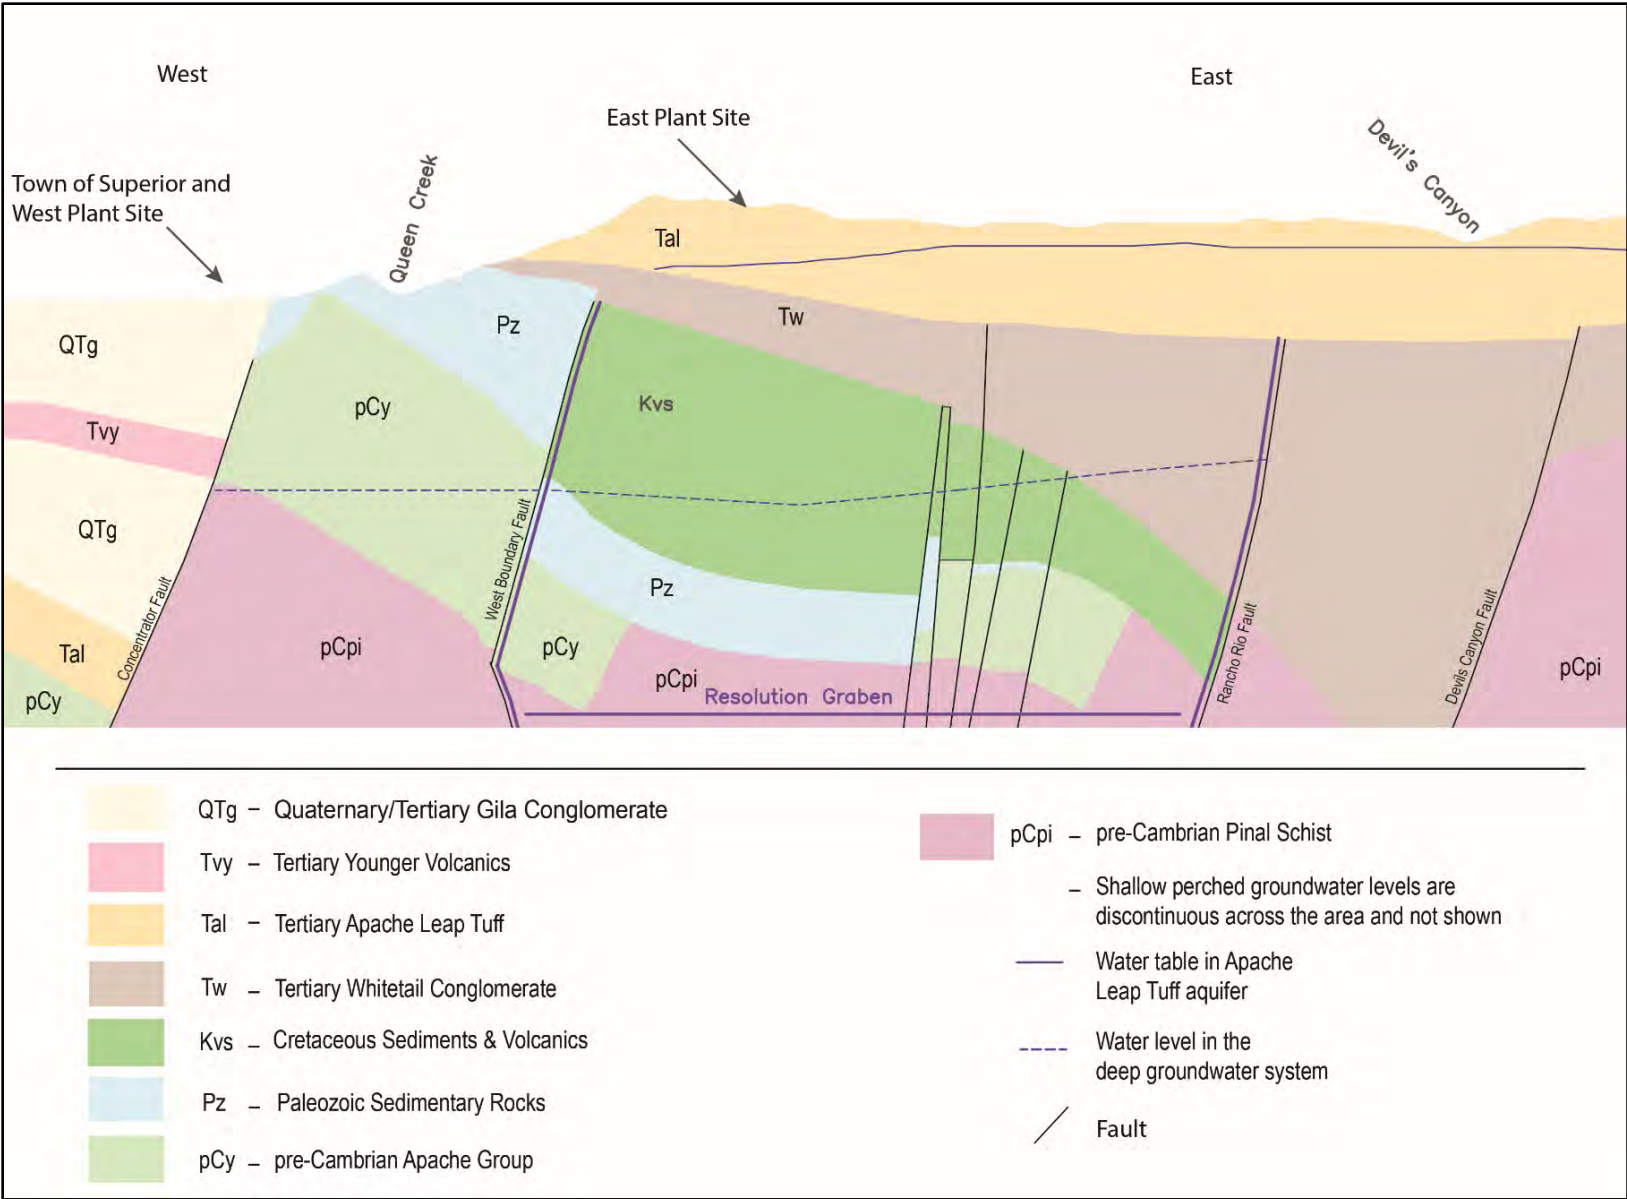 West
East
East Plant Site
Devil's Canyon
Queen Creek
Town of Superior and
West Plant Site
Tal
Tw
Pz
QTg
pCy
Kvs
Tvy
QTg
West Boundary Fault
Pz
Concentrator Fault
pCpi
pCy
Tal
pCpi
Rancho Rio Fault
Devils Canyon Fault
pCpi
pCy
Resolution Graben
QTg – Quaternary/Tertiary Gila Conglomerate
Tvy – Tertiary Younger Volcanics
Tal – Tertiary Apache Leap Tuff
Tw – Tertiary Whitetail Conglomerate
Kvs – Cretaceous Sediments & Volcanics
Pz – Paleozoic Sedimentary Rocks
pCy – pre-Cambrian Apache Group
pCpi – pre-Cambrian Pinal Schist
– Shallow perched groundwater levels are
discontinuous across the area and not shown
Water table in Apache
Leap Tuff aquifer
Water level in the
deep groundwater system
Fault